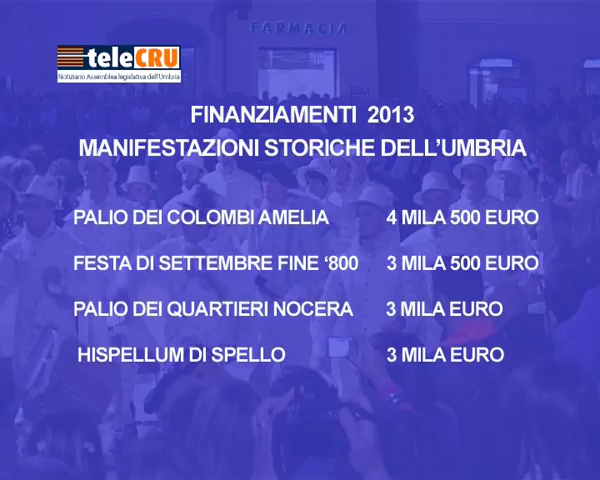 FARMACIA
teleCRU
Notiziario Assemblea legislativa dell'Umbria
FINANZIAMENTI 2013
MANIFESTAZIONI STORICHE DELL'UMBRIA
PALIO DEI COLOMBI AMELIA 4 MILA 500 EURO
FESTA DI SETTEMBRE FINE ‘800 3 MILA 500 EURO
PALIO DEI QUARTIERI NOCERA 3 MILA EURO
HISPELLUM DI SPELLO 3 MILA EURO